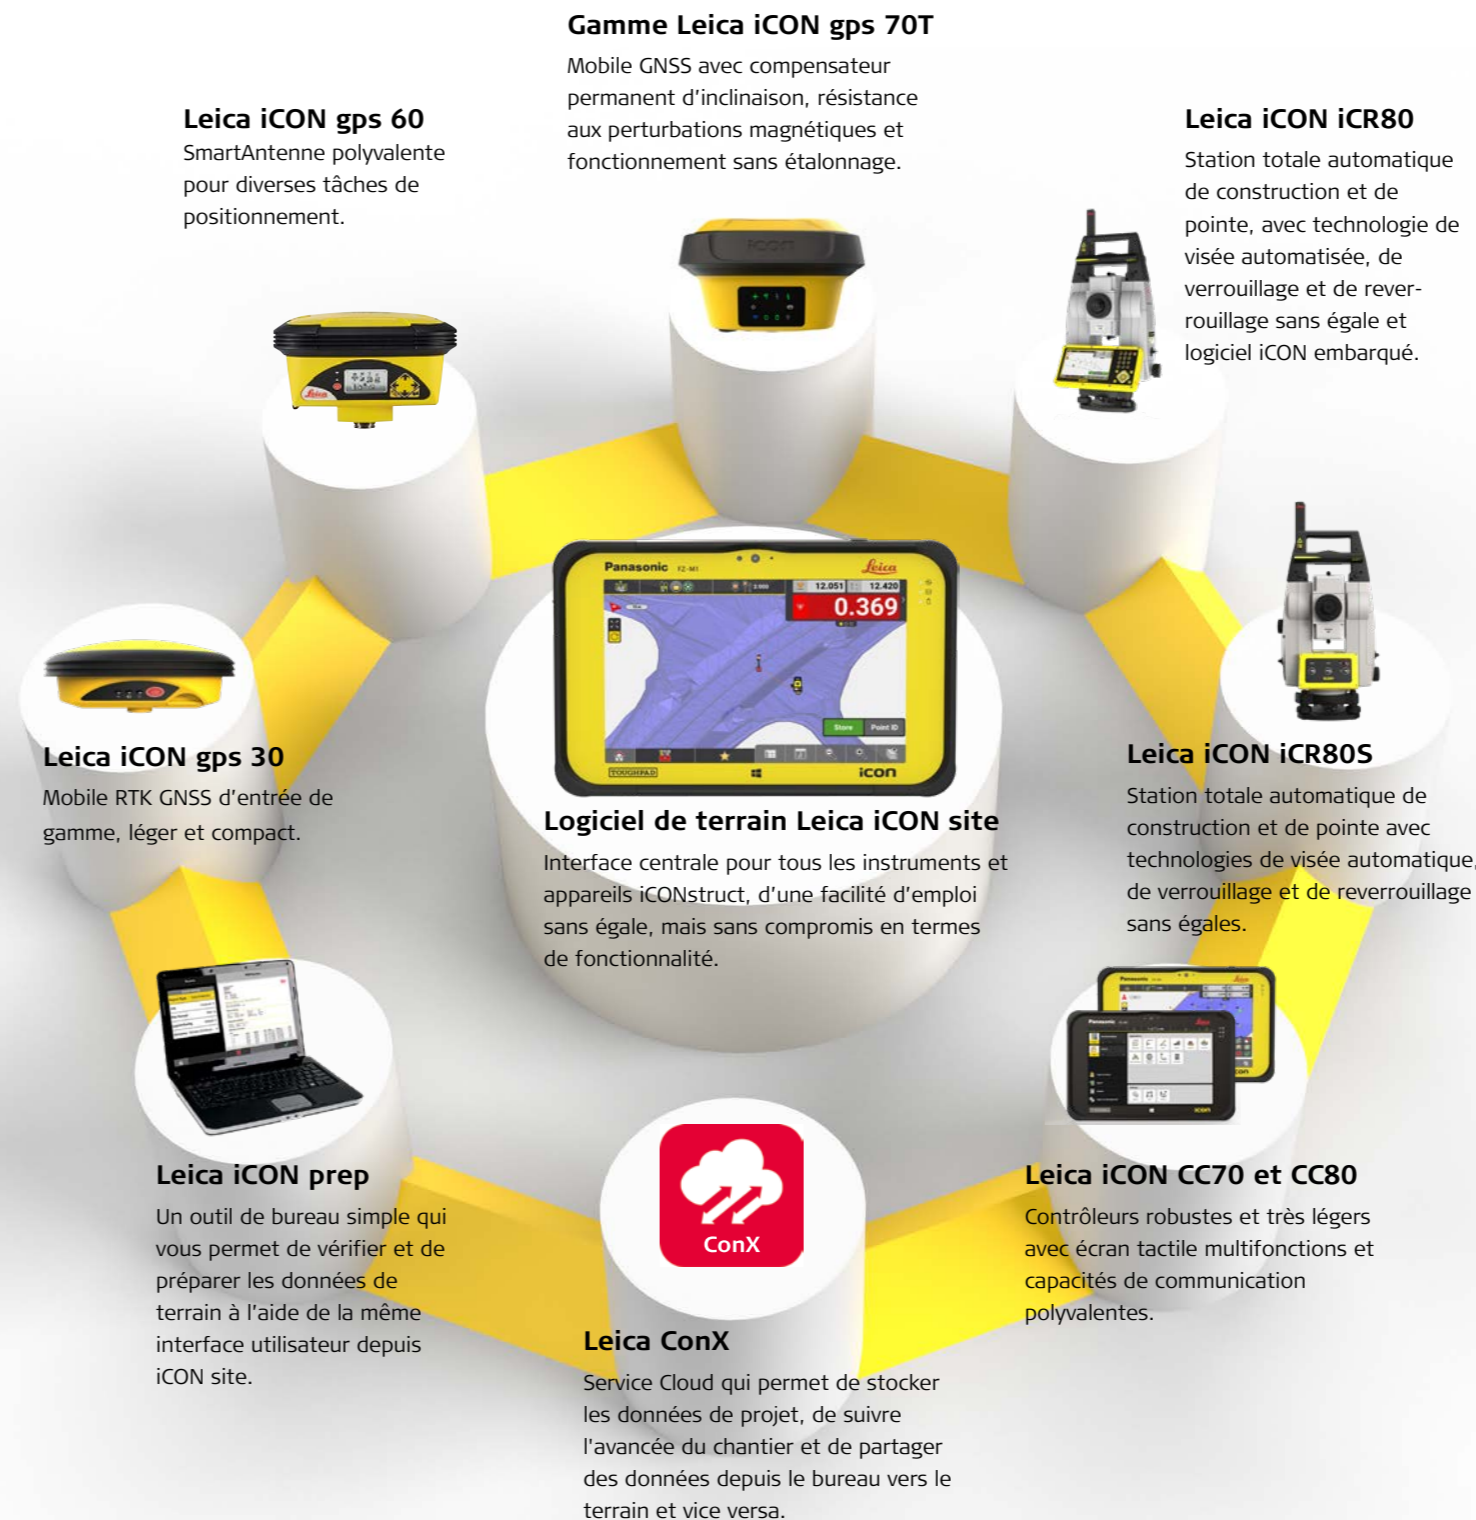 Gamme Leica iCON gps 70T
Mobile GNSS avec compensateur
permanent d'inclinaison, résistance
aux perturbations magnétiques et
fonctionnement sans étalonnage.
Leica iCON gps 60
SmartAntenne polyvalente
pour diverses tâches de
positionnement.
Leica iCON iCR80
Station totale automatique
de construction et de
pointe, avec technologie de
visée automatisée, de
verrouillage et de rever-
rouillage sans égale et
logiciel iCON embarqué.
iCON
Leica
Panasonic FZ-M1
Leica
2.000
12.051
12.420
0.369
Store
Point ID
TOUGHPAD
iCON
Leica iCON gps 30
Mobile RTK GNSS d'entrée de
gamme, léger et compact.
Logiciel de terrain Leica iCON site
Interface centrale pour tous les instruments et
appareils iCONstruct, d'une facilité d'emploi
sans égale, mais sans compromis en termes
de fonctionnalité.
Leica iCON iCR80S
Station totale automatique de
construction et de pointe avec
technologies de visée automatique,
de verrouillage et de reverrouillage
sans égales.
Panasonic
Leica
Panasonic
Leica
iCON
Leica iCON prep
Un outil de bureau simple qui
vous permet de vérifier et de
préparer les données de
terrain à l'aide de la même
interface utilisateur depuis
iCON site.
ConX
Leica ConX
Service Cloud qui permet de stocker
les données de projet, de suivre
l'avancée du chantier et de partager
des données depuis le bureau vers le
terrain et vice versa.
Leica iCON CC70 et CC80
Contrôleurs robustes et très légers
avec écran tactile multifonctions et
capacités de communication
polyvalentes.